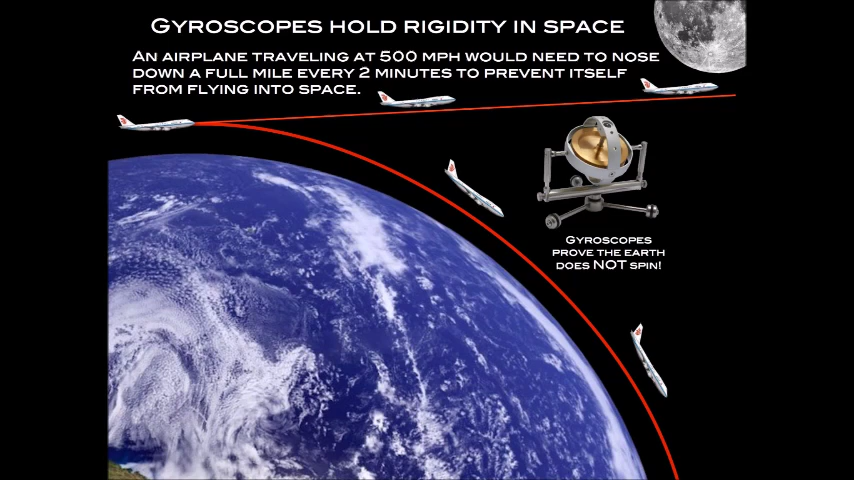 Gyroscopes hold rigidity in space
An airplane traveling at 500 mph would need to nose
down a full mile every 2 minutes to prevent itself
from flying into space.
Gyroscopes
prove the earth
does NOT spin!